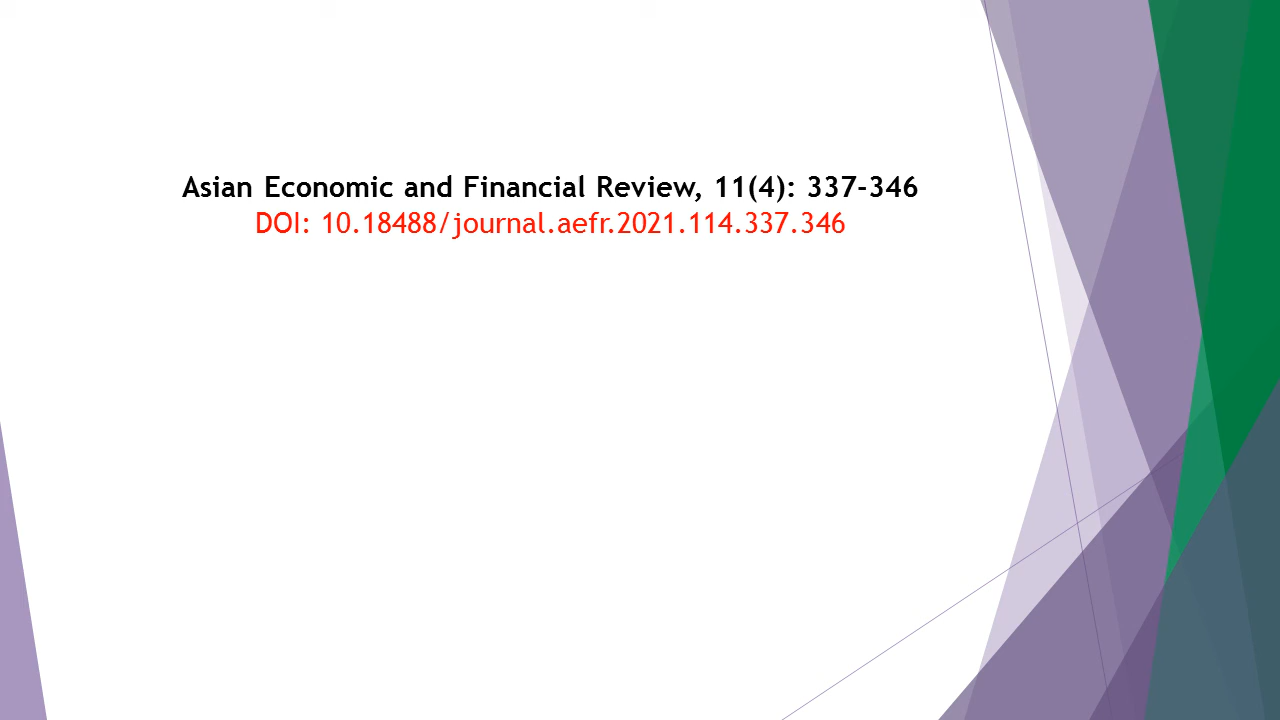 Asian Economic and Financial Review, 11(4): 337-346
DOI: 10.18488/journal.aefr.2021.114.337.346